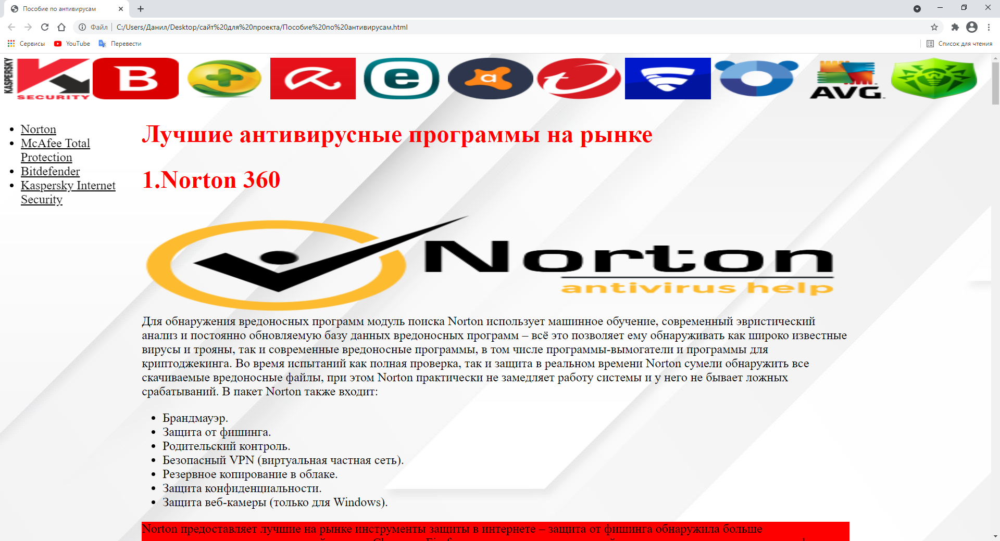 Пособие по антивирусам
Файл
C:/Users/Данил/Desktop/сайт%20для%20проекта/Пособие%20по%20антивирусам.html
Сервисы
YouTube
Перевести
Список для чтения
KASPERSKY
SECURITY
B
e
a
AVG.
Norton
McAfee Total
Protection
Bitdefender
Kaspersky Internet
Security
Лучшие антивирусные программы на рынке
1.Norton 360
Norton
antivirus help
Для обнаружения вредоносных программ модуль поиска Norton использует машинное обучение, современный эвристический
анализ и постоянно обновляемую базу данных вредоносных программ – всё это позволяет ему обнаруживать как широко известные
вирусы и трояны, так и современные вредоносные программы, в том числе программы-вымогатели и программы для
криптоджекинга. Во время испытаний как полная проверка, так и защита в реальном времени Norton сумели обнаружить все
скачиваемые вредоносные файлы, при этом Norton практически не замедляет работу системы и у него не бывает ложных
срабатываний. В пакет Norton также входит:
Брандмауэр.
Защита от фишинга.
Родительский контроль.
Безопасный VPN (виртуальная частная сеть).
Резервное копирование в облаке.
Защита конфиденциальности.
Защита веб-камеры (только для Windows).
Norton предоставляет лучшие на рынке инструменты защиты в интернете – защита от фишинга обнаружила больше